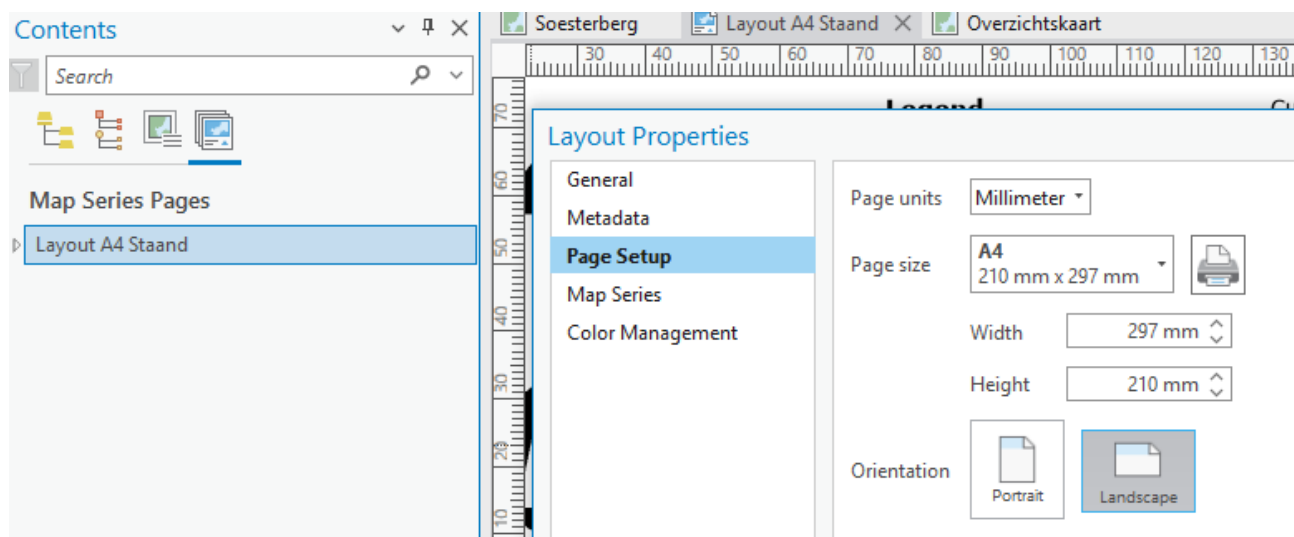 Contents
Search
Map Series Pages
Layout A4 Staand
Soesterberg
Layout A4 Staand
Overzichtskaart
30 40 50 60 70 80 90 100 110 120 130
70
60
50
40
30
20
10
Legend
Layout Properties
General
Metadata
Page Setup
Map Series
Color Management
Page units Millimeter
Page size A4
210 mm x 297 mm
Width 297 mm
Height 210 mm
Orientation
Portrait
Landscape